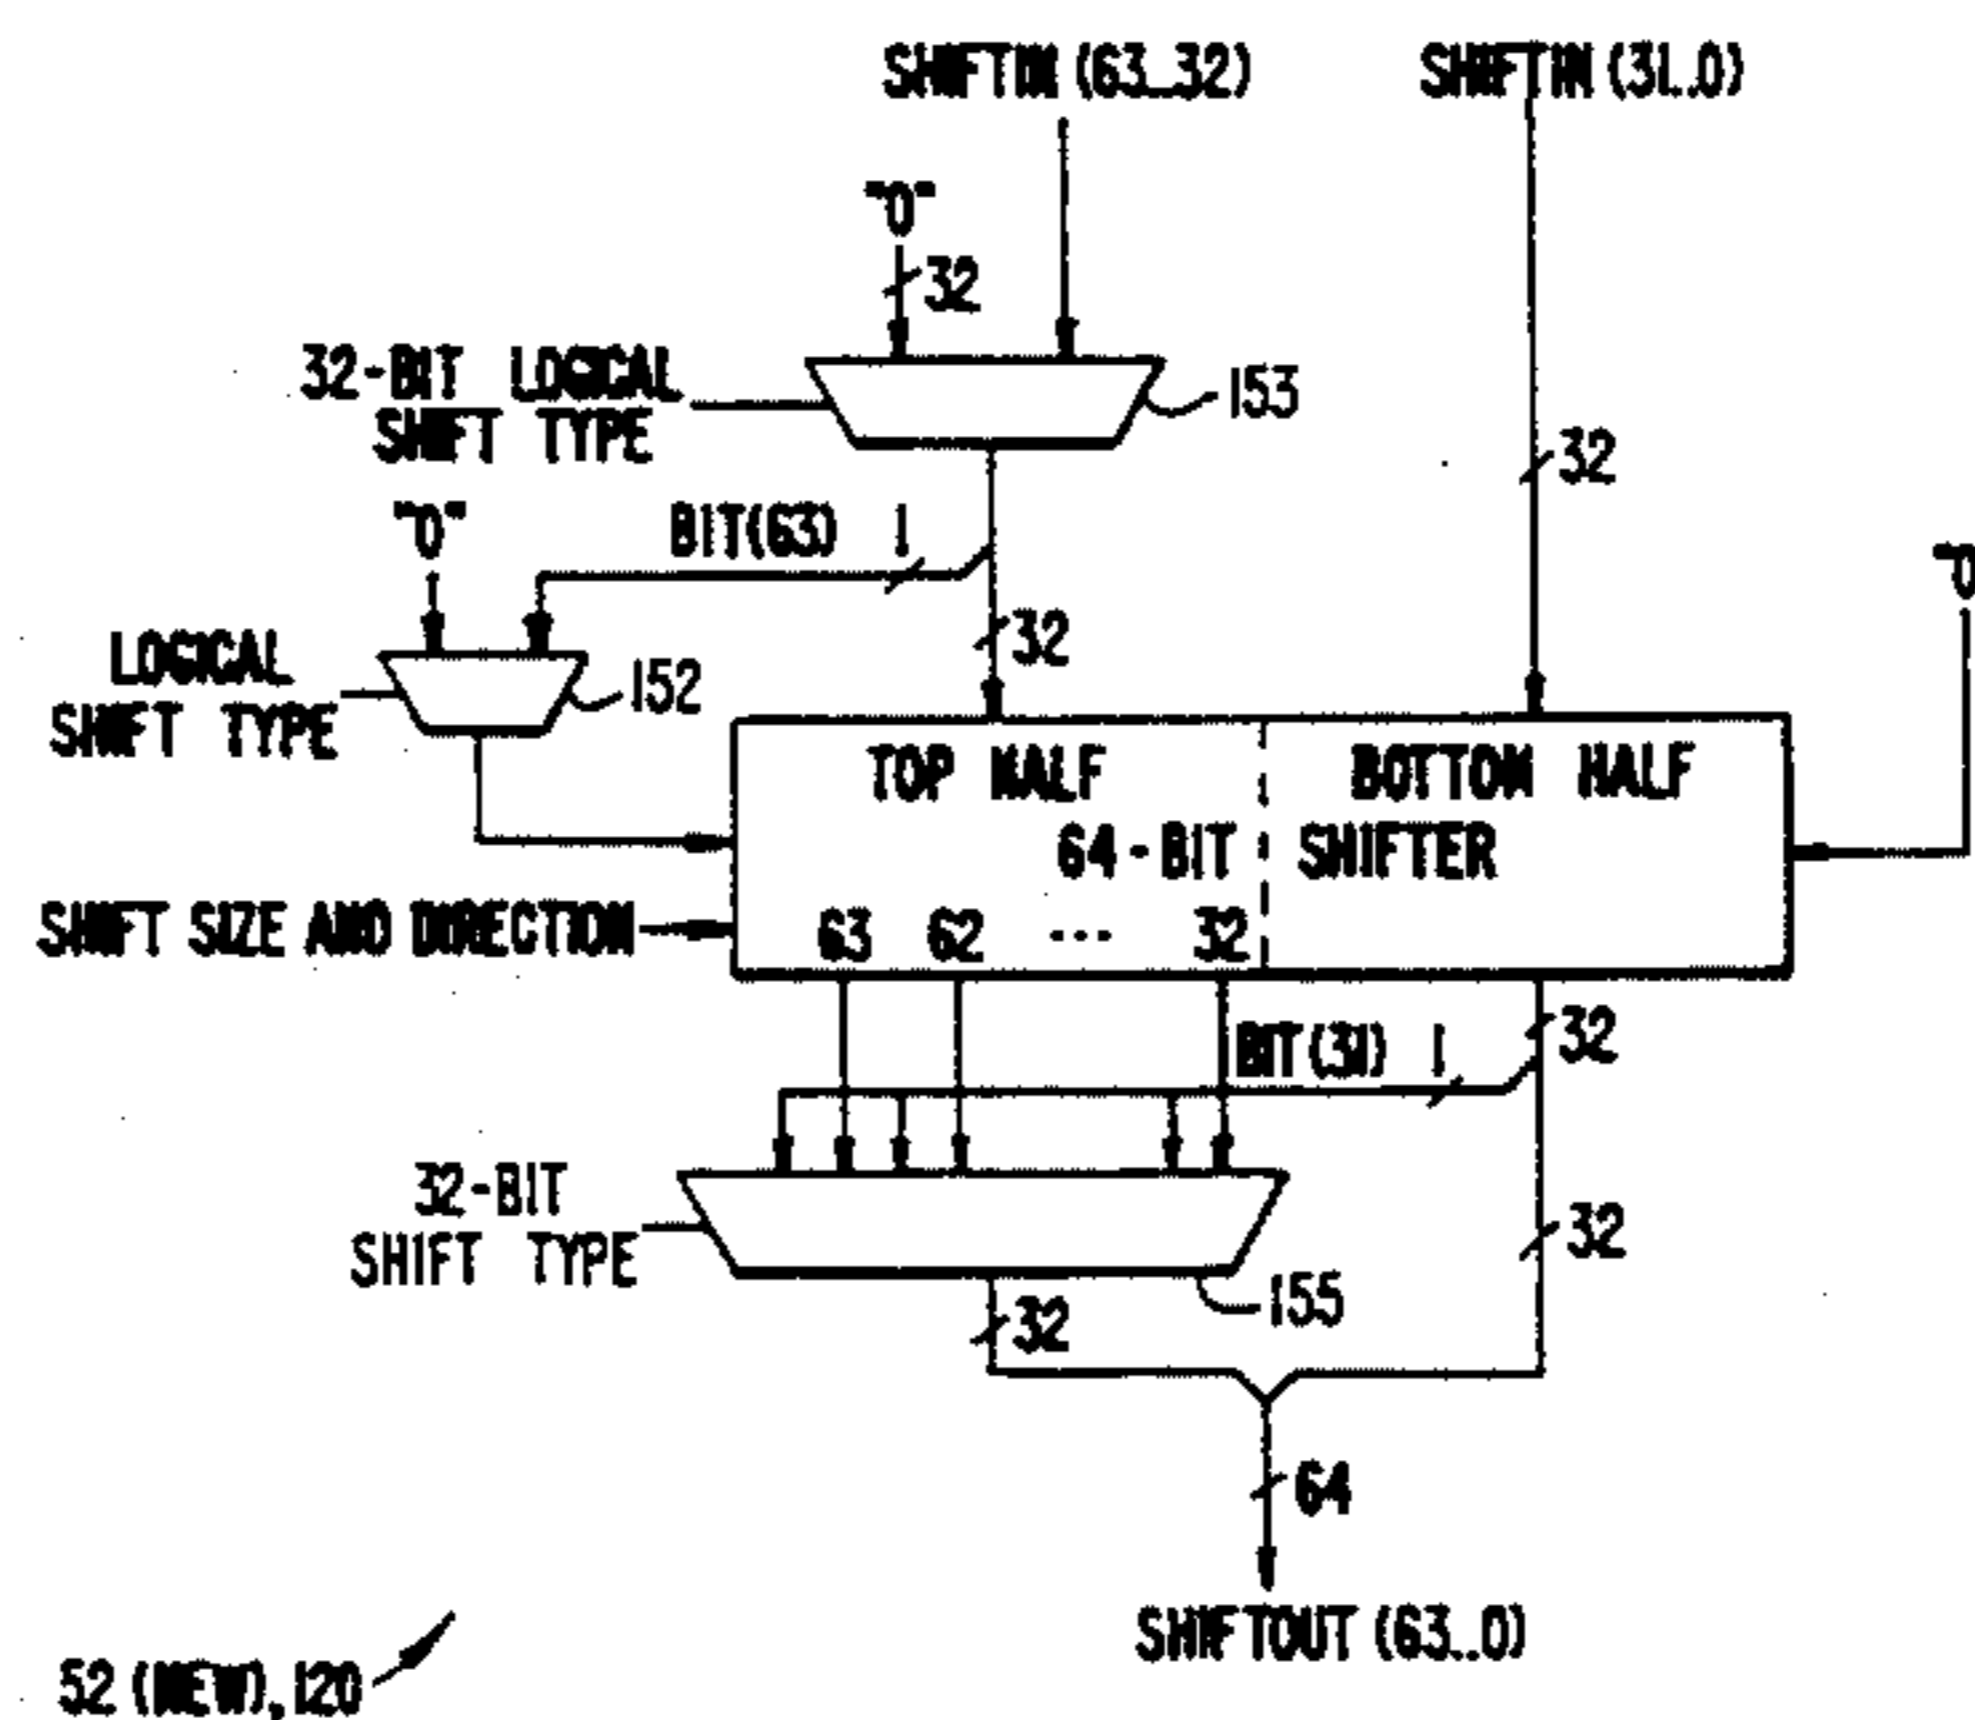 SHIFTIN (63..32)
SHIFTIN (31..0)
"0"
32
32-BIT LOGICAL
SHIFT TYPE
153
32
"0"
BIT(63) 1
"0"
32
LOGICAL
SHIFT TYPE
152
TOP HALF
BOTTOM HALF
64-BIT SHIFTER
SHIFT SIZE AND DIRECTION
63 62 ... 32
BIT(31) 1
32
32-BIT
SHIFT TYPE
32
155
32
64
SHIFTOUT (63..0)
52 (NEW), 120